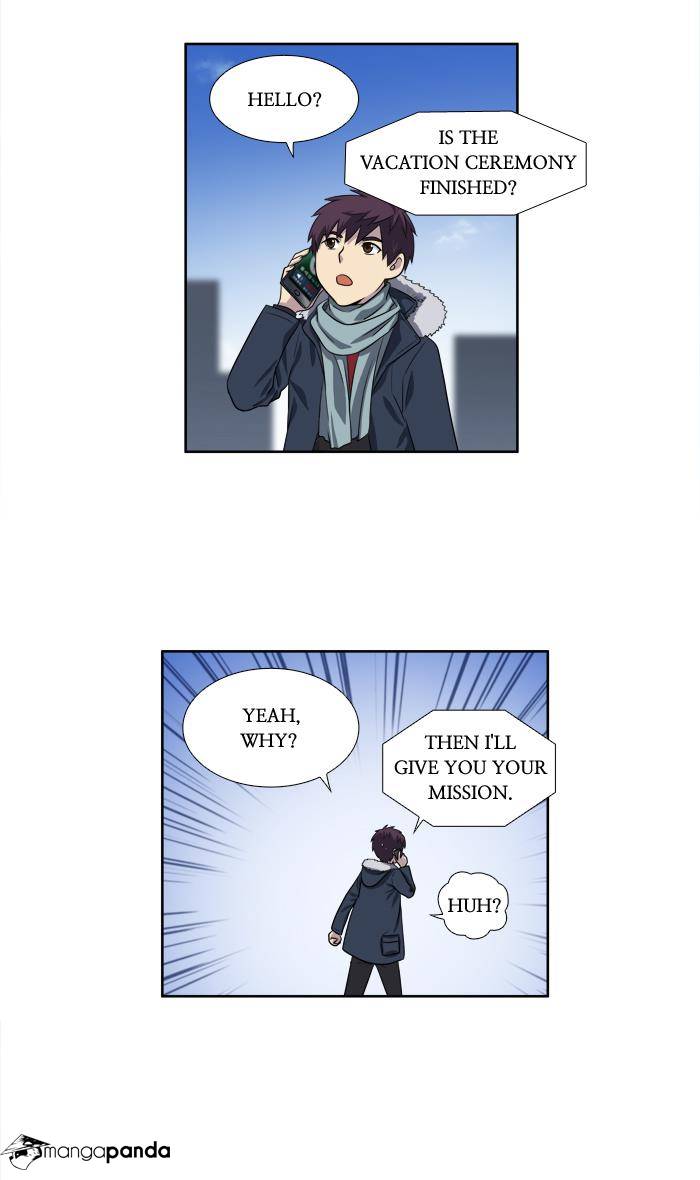 HELLO?
IS THE
VACATION CEREMONY
FINISHED?
YEAH,
WHY?
THEN I'LL
GIVE YOU YOUR
MISSION.
HUH?
mangapanda